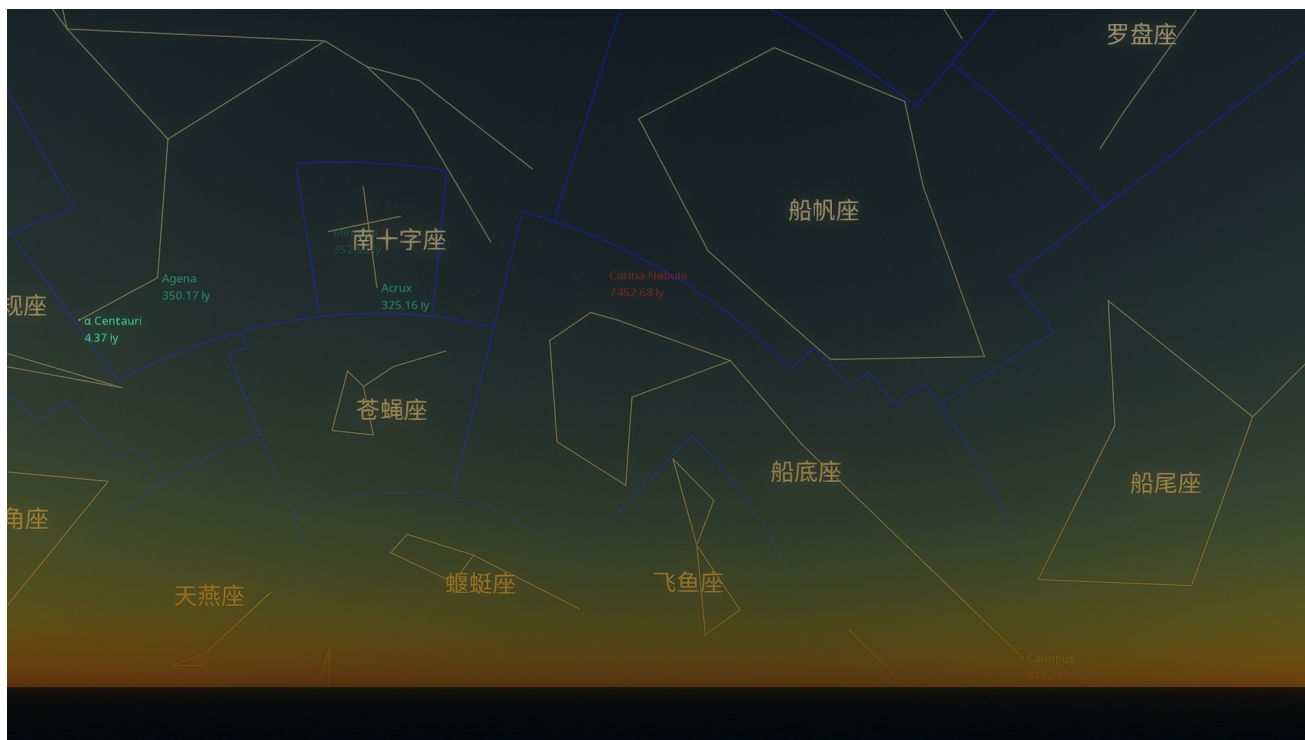 罗盘座
船帆座
南十字座
Agena
350.17 ly
Acrux
325.16 ly
Carina Nebula
7452.68 ly
规座
α Centauri
4.37 ly
苍蝇座
船底座
船尾座
角座
天燕座
蝘蜓座
飞鱼座
Canopus